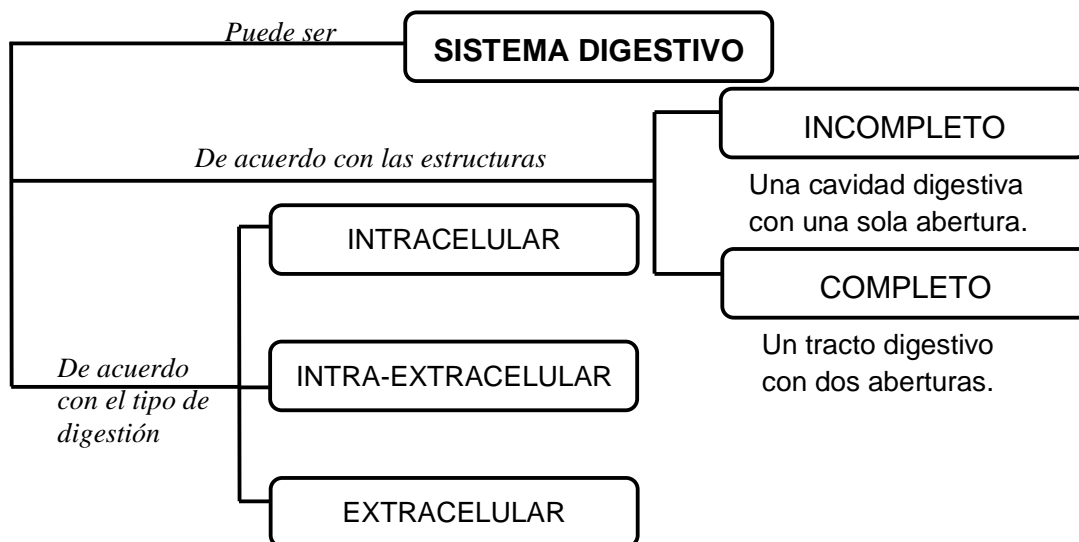 Puede ser
SISTEMA DIGESTIVO
De acuerdo con las estructuras
INCOMPLETO
Una cavidad digestiva
con una sola abertura.
COMPLETO
Un tracto digestivo
con dos aberturas.
De acuerdo
con el tipo de
digestión
INTRACELULAR
INTRA-EXTRACELULAR
EXTRACELULAR